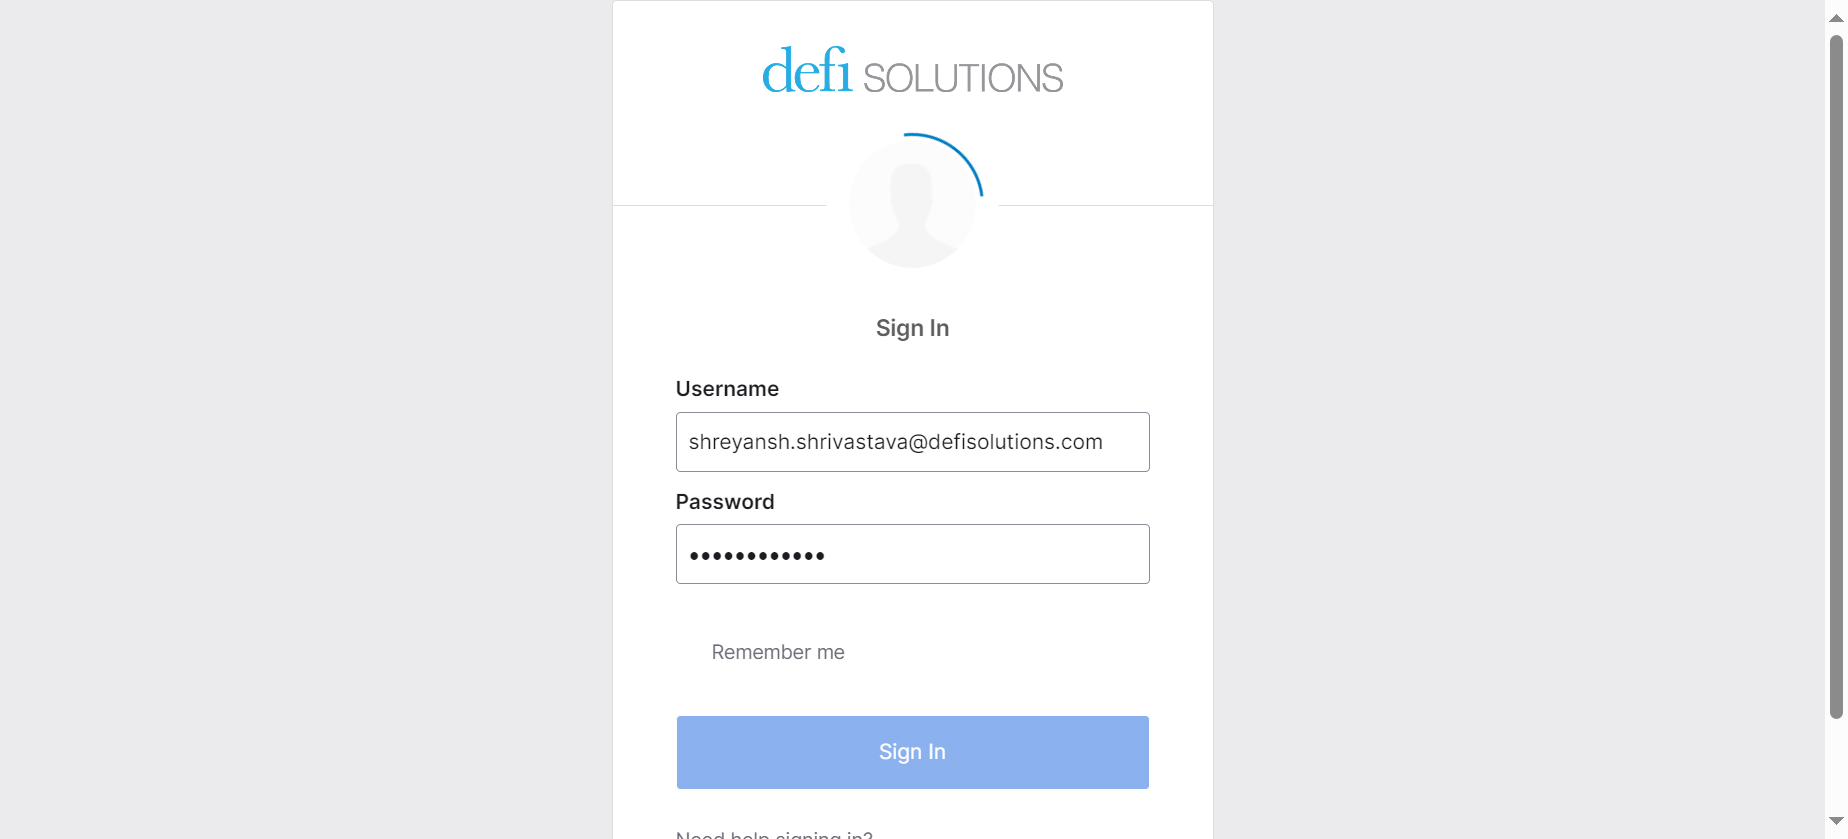 defi SOLUTIONS
Sign In
Username
shreyansh.shrivastava@defisolutions.com
Password
••••••••••••
Remember me
Sign In
Need help signing in?